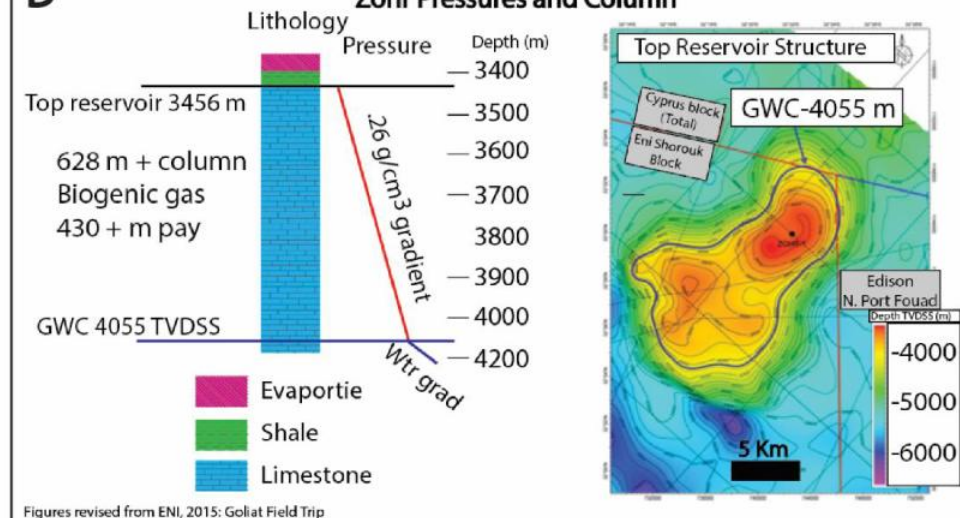 D
Zohr Pressures and Column
Lithology
Pressure
Depth (m)
3400
3500
3600
3700
3800
3900
4000
4200
Top reservoir 3456 m
628 m + column
Biogenic gas
430 + m pay
.26 g/cm3 gradient
GWC 4055 TVDSS
Wtr grad
Evaportie
Shale
Limestone
Top Reservoir Structure
GWC-4055 m
Cyprus block
(Total)
Eni Shorouk
Block
Edison
N. Port Fouad
Depth TVDSS (m)
-4000
-5000
-6000
5 Km
Figures revised from ENI, 2015: Goliat Field Trip